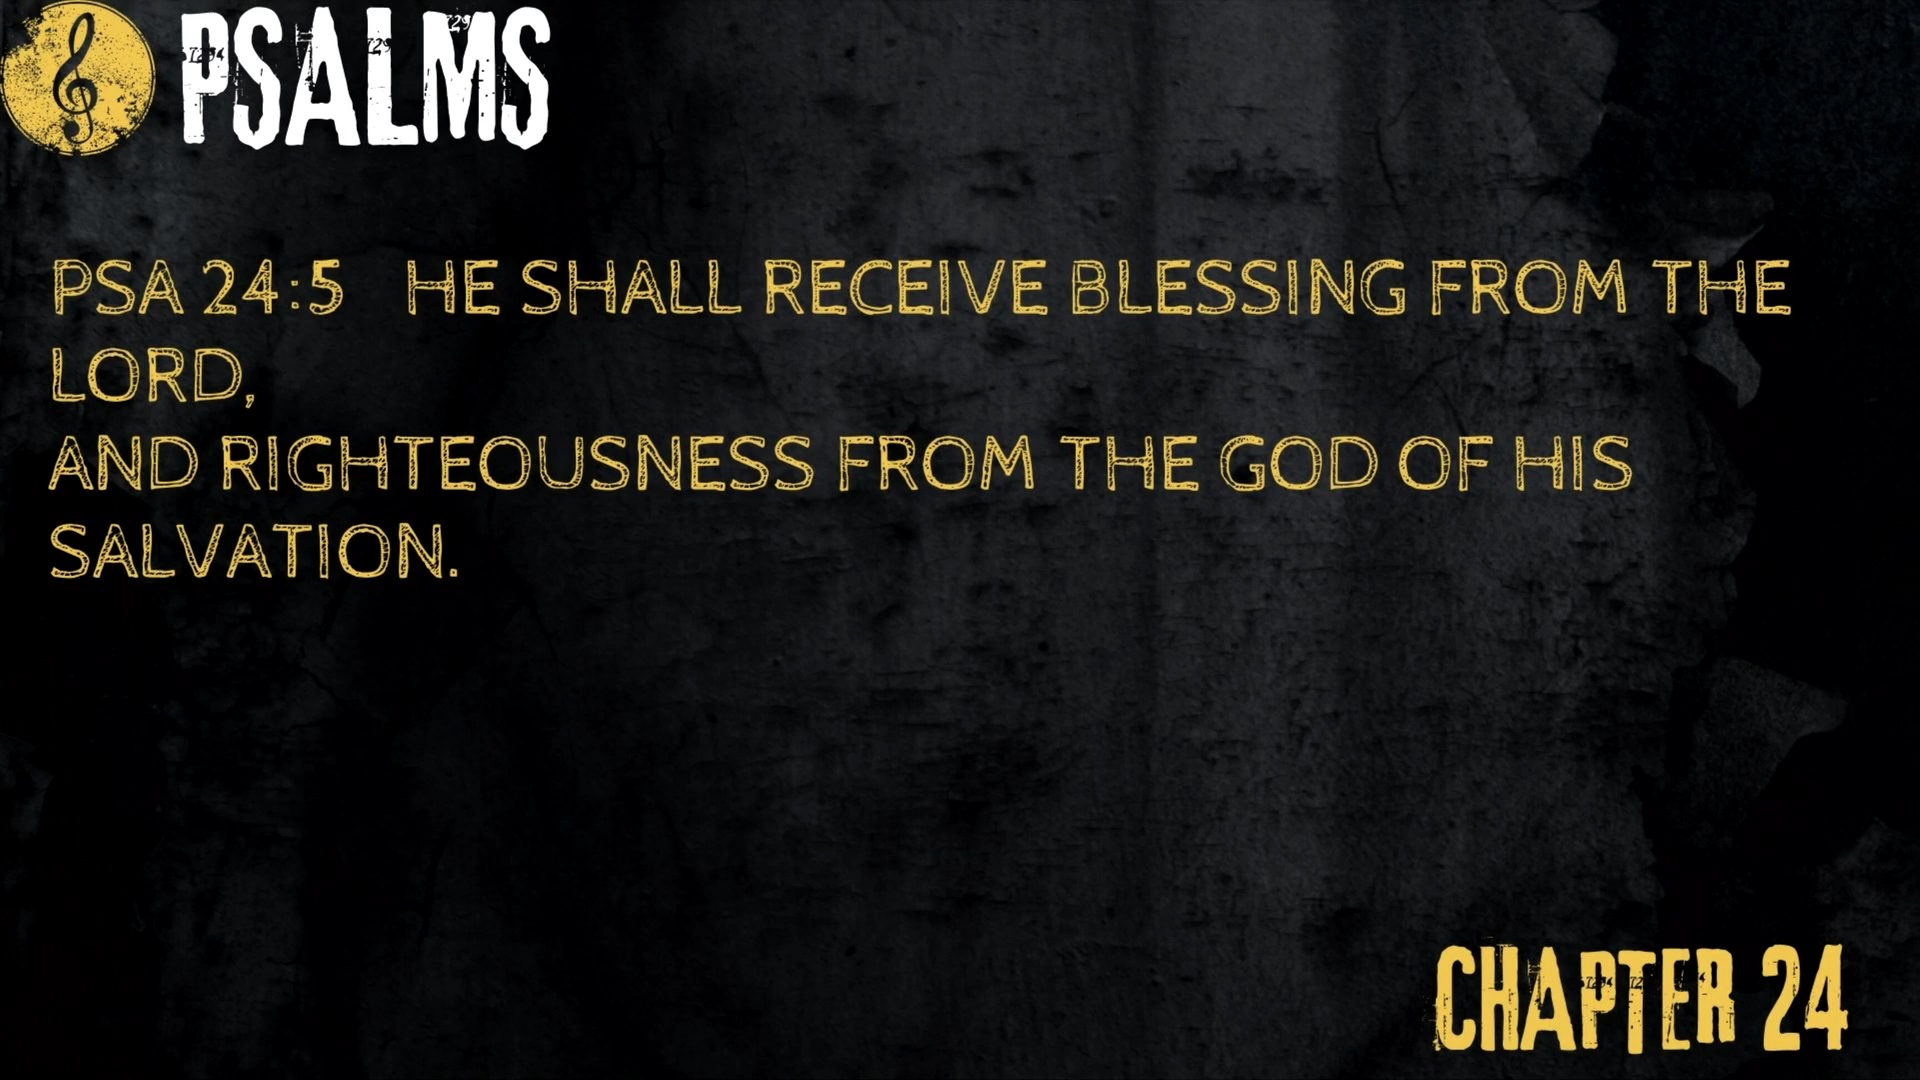 PSALMS
PSA 24:5 HE SHALL RECEIVE BLESSING FROM THE
LORD,
AND RIGHTEOUSNESS FROM THE GOD OF HIS
SALVATION.
CHAPTER 24